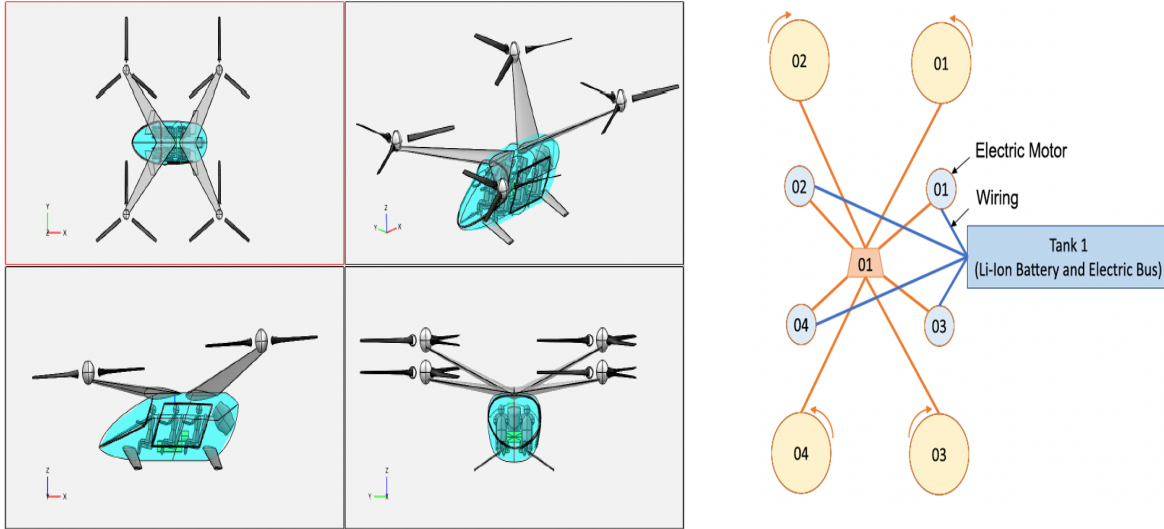 Y
Z X
Z
Y X
Z
Y X
Z
Y X
02
01
Electric Motor
02
01
Wiring
Tank 1
(Li-Ion Battery and Electric Bus)
01
04
03
04
03